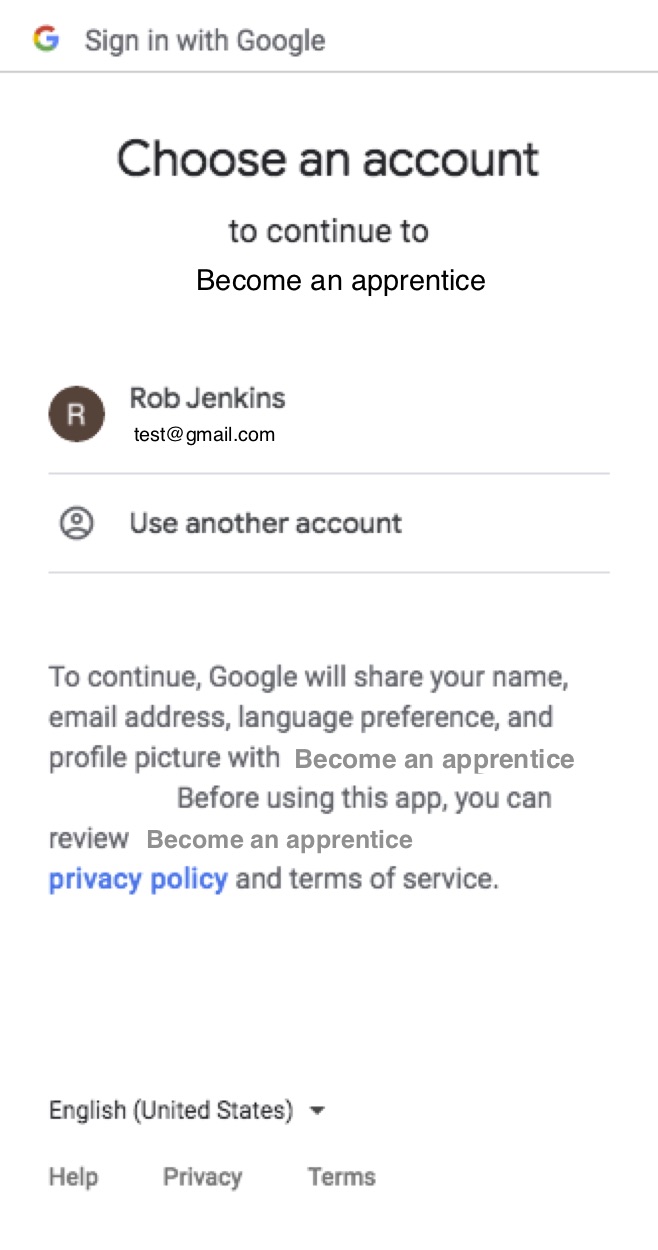 Sign in with Google
Choose an account
to continue to
Become an apprentice
R
Rob Jenkins
test@gmail.com
Use another account
To continue, Google will share your name,
email address, language preference, and
profile picture with Become an apprentice
Before using this app, you can
review Become an apprentice
privacy policy and terms of service.
English (United States)
Help Privacy Terms